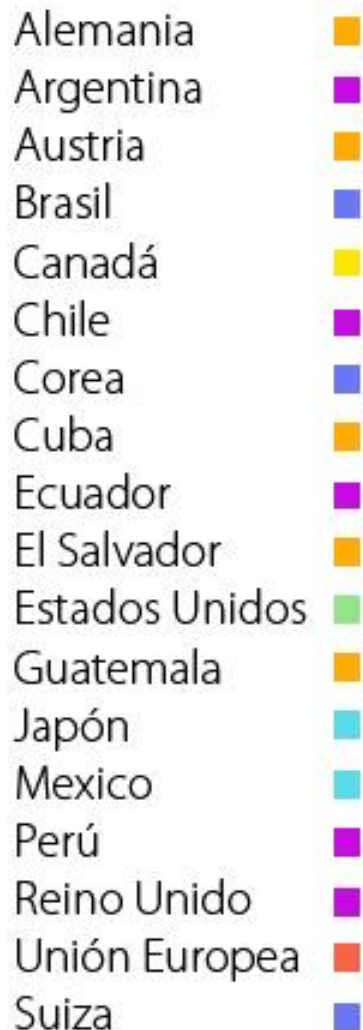 Alemania
Argentina
Austria
Brasil
Canadá
Chile
Corea
Cuba
Ecuador
El Salvador
Estados Unidos
Guatemala
Japón
Mexico
Perú
Reino Unido
Unión Europea
Suiza